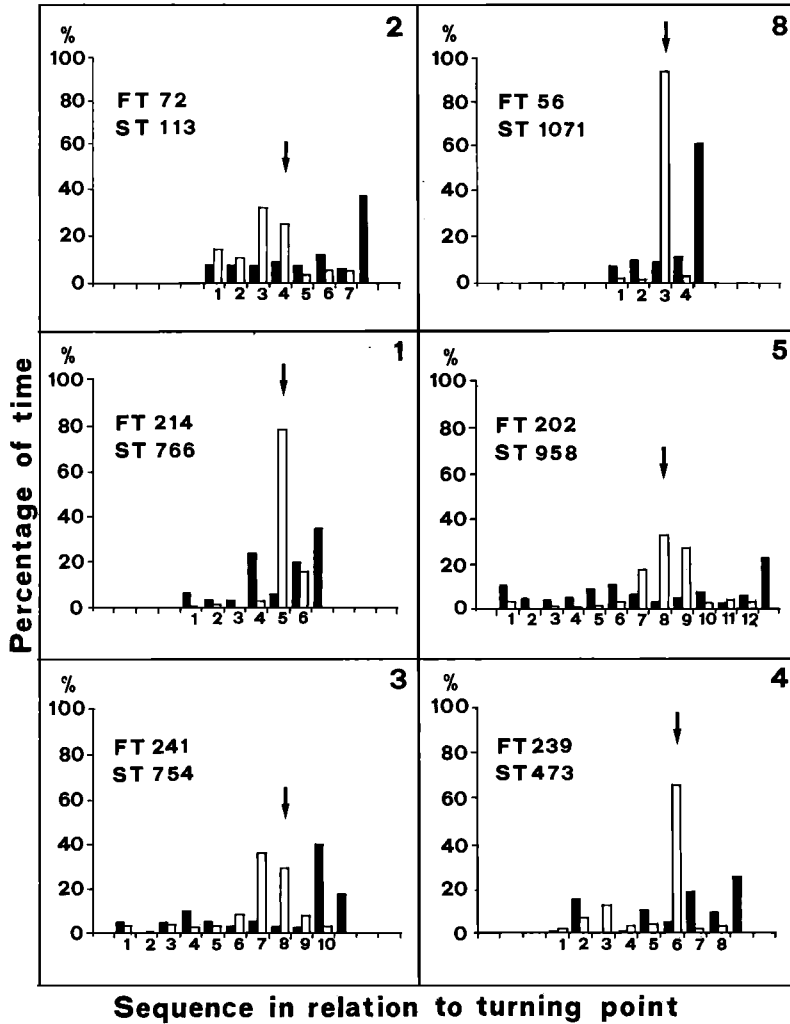 Percentage of time
2
%
100
80
60
40
20
0
FT 72
ST 113
1 2 3 4 5 6 7
8
%
100
80
60
40
20
0
FT 56
ST 1071
1 2 3 4
1
%
100
80
60
40
20
0
FT 214
ST 766
1 2 3 4 5 6
5
%
100
80
60
40
20
0
FT 202
ST 958
1 2 3 4 5 6 7 8 9 10 11 12
3
%
100
80
60
40
20
0
FT 241
ST 754
1 2 3 4 5 6 7 8 9 10
4
%
100
80
60
40
20
0
FT 239
ST 473
1 2 3 4 5 6 7 8
Sequence in relation to turning point